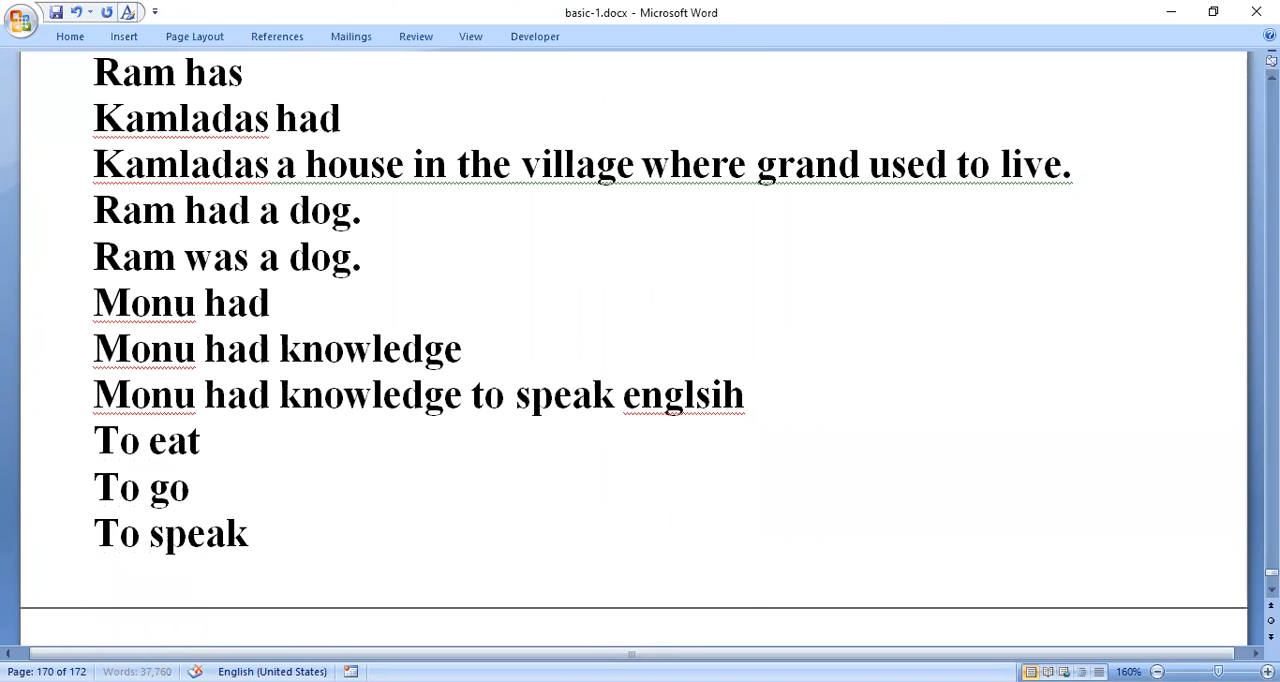 basic-1.docx - Microsoft Word
Home Insert Page Layout References Mailings Review View Developer
Ram has
Kamladas had
Kamladas a house in the village where grand used to live.
Ram had a dog.
Ram was a dog.
Monu had
Monu had knowledge
Monu had knowledge to speak englsih
To eat
To go
To speak
Page: 170 of 172 Words: 37,760 English (United States) 160%